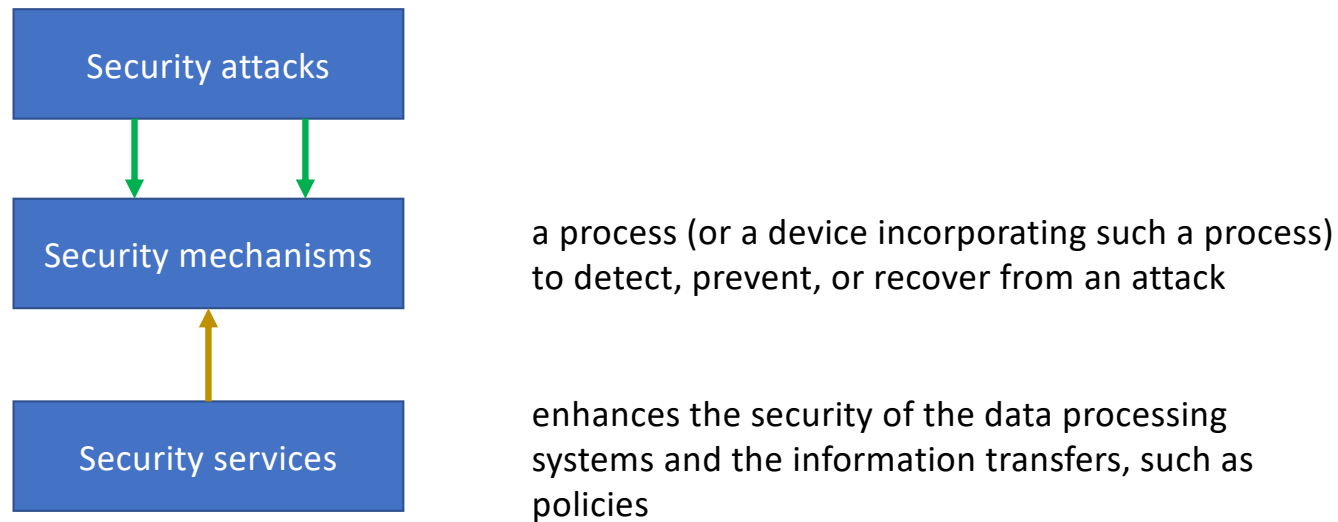 Security attacks
Security mechanisms
a process (or a device incorporating such a process)
to detect, prevent, or recover from an attack
Security services
enhances the security of the data processing
systems and the information transfers, such as
policies